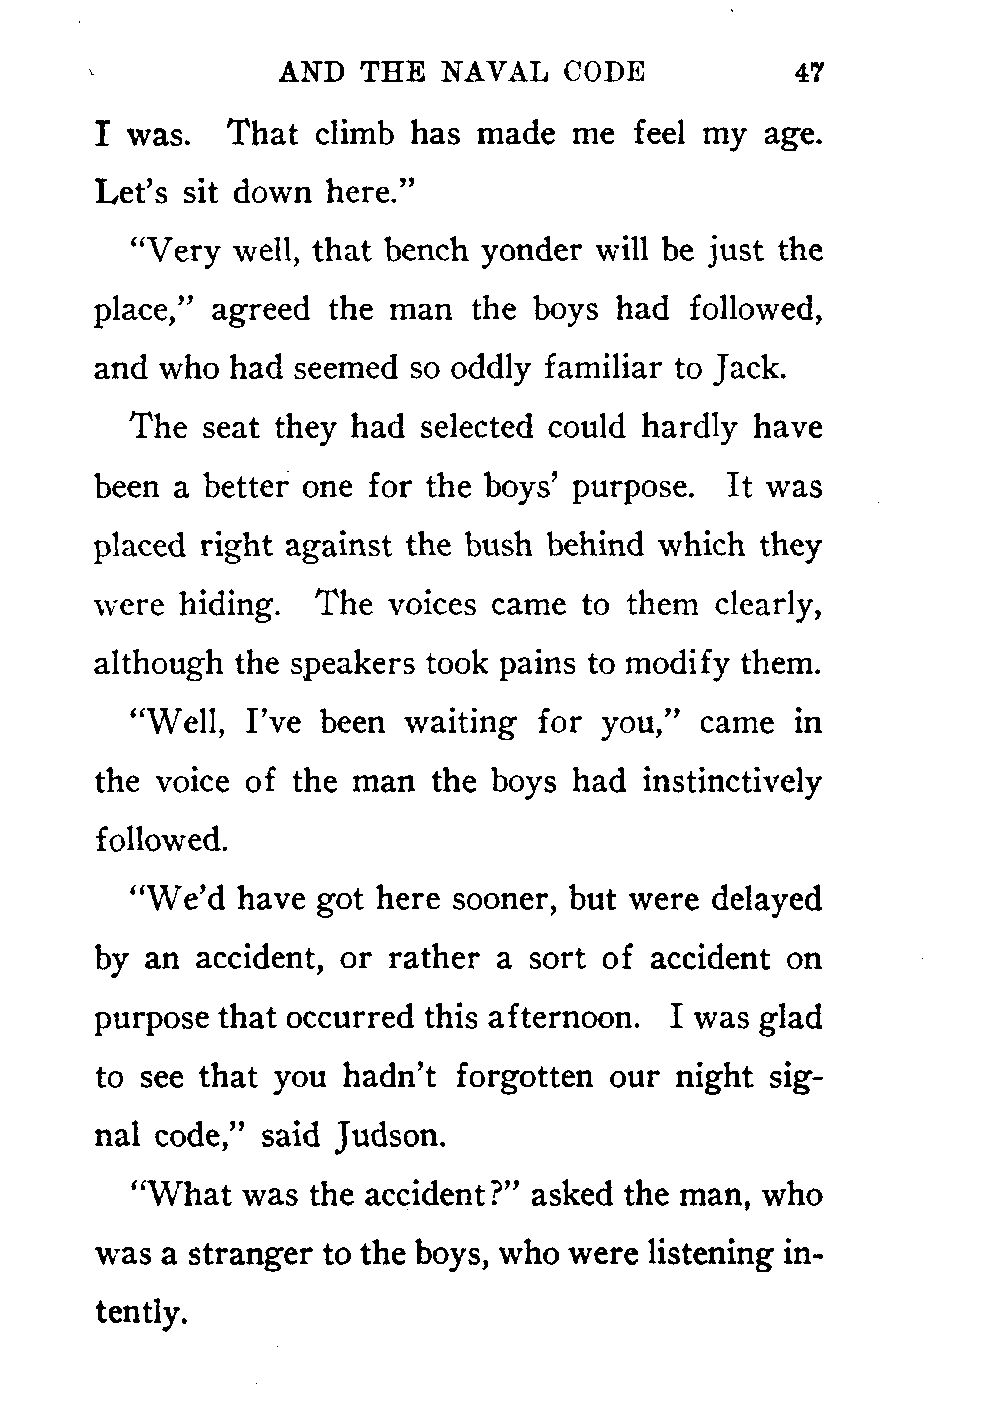 AND THE NAVAL CODE 47
I was. That climb has made me feel my age.
Let's sit down here."
"Very well, that bench yonder will be just the
place," agreed the man the boys had followed,
and who had seemed so oddly familiar to Jack.
The seat they had selected could hardly have
been a better one for the boys' purpose. It was
placed right against the bush behind which they
were hiding. The voices came to them clearly,
although the speakers took pains to modify them.
"Well, I've been waiting for you," came in
the voice of the man the boys had instinctively
followed.
"We'd have got here sooner, but were delayed
by an accident, or rather a sort of accident on
purpose that occurred this afternoon. I was glad
to see that you hadn't forgotten our night sig-
nal code," said Judson.
"What was the accident?" asked the man, who
was a stranger to the boys, who were listening in-
tently.